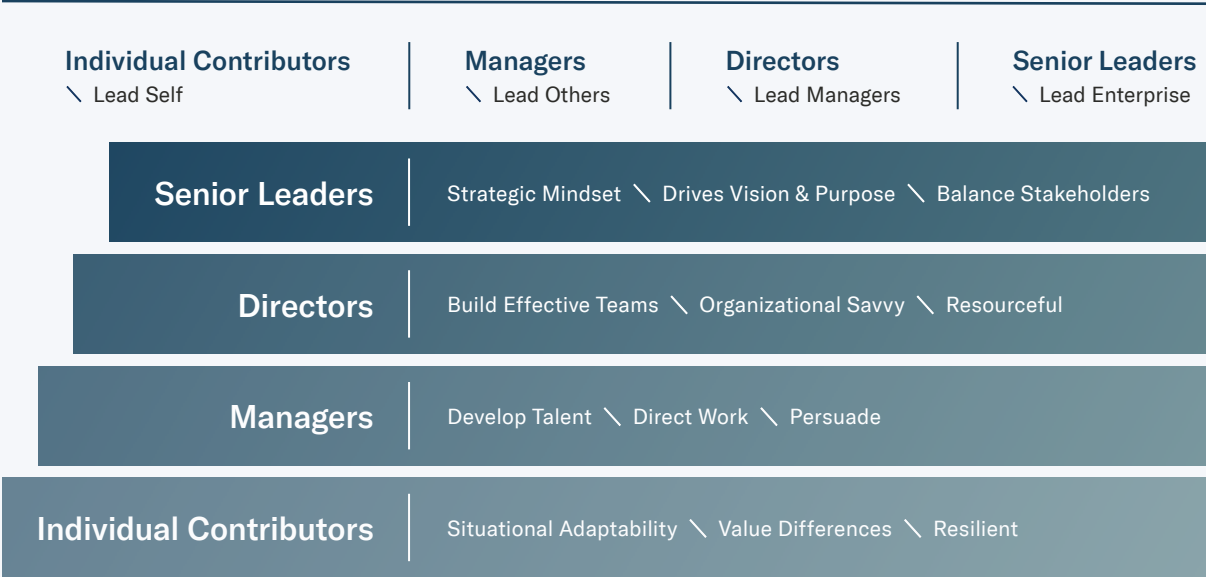 Individual Contributors
\ Lead Self
Managers
\ Lead Others
Directors
\ Lead Managers
Senior Leaders
\ Lead Enterprise
Senior Leaders
Strategic Mindset \ Drives Vision & Purpose \ Balance Stakeholders
Directors
Build Effective Teams \ Organizational Savvy \ Resourceful
Managers
Develop Talent \ Direct Work \ Persuade
Individual Contributors
Situational Adaptability \ Value Differences \ Resilient